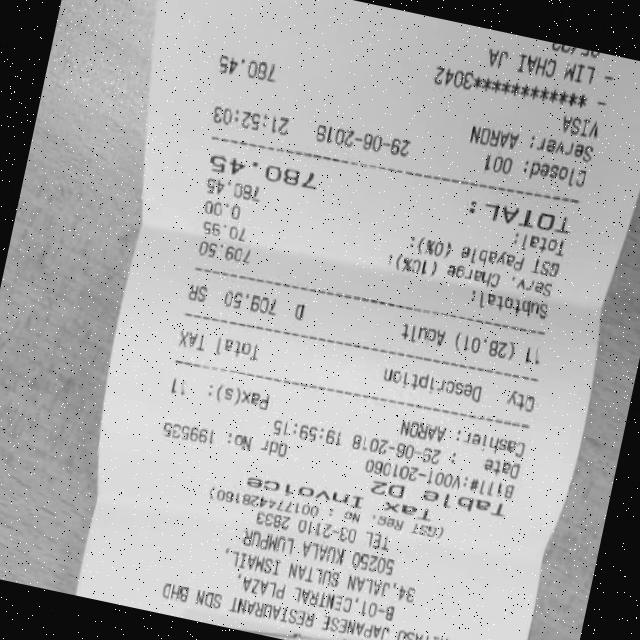 JAPANESE RESTAURANT SDN BHD
B-01 CENTRAL PLAZA,
34, JALAN SULTAN ISMAIL,
50250 KUALA LUMPUR
TEL 03-2110 2833
(GST Reg. No : 001774428160)
Tax Invoice
Table D2
Bill#:V001-201060 Odr No: 199535
Date : 29-06-2018 19:59:15
Cashier: AARON Pax(s): 11
Qty Description Total TAX
11 (28.01) Adult D 709.50 SR
Subtotal: 709.50
Serv. Charge (10%): 70.95
GST Payable (0%): 0.00
Total: 780.45
TOTAL : 780.45
Closed: 001 29-06-2018 21:52:03
Server: AARON
VISA
- ************3042 780.45
- LIM CHAI JA